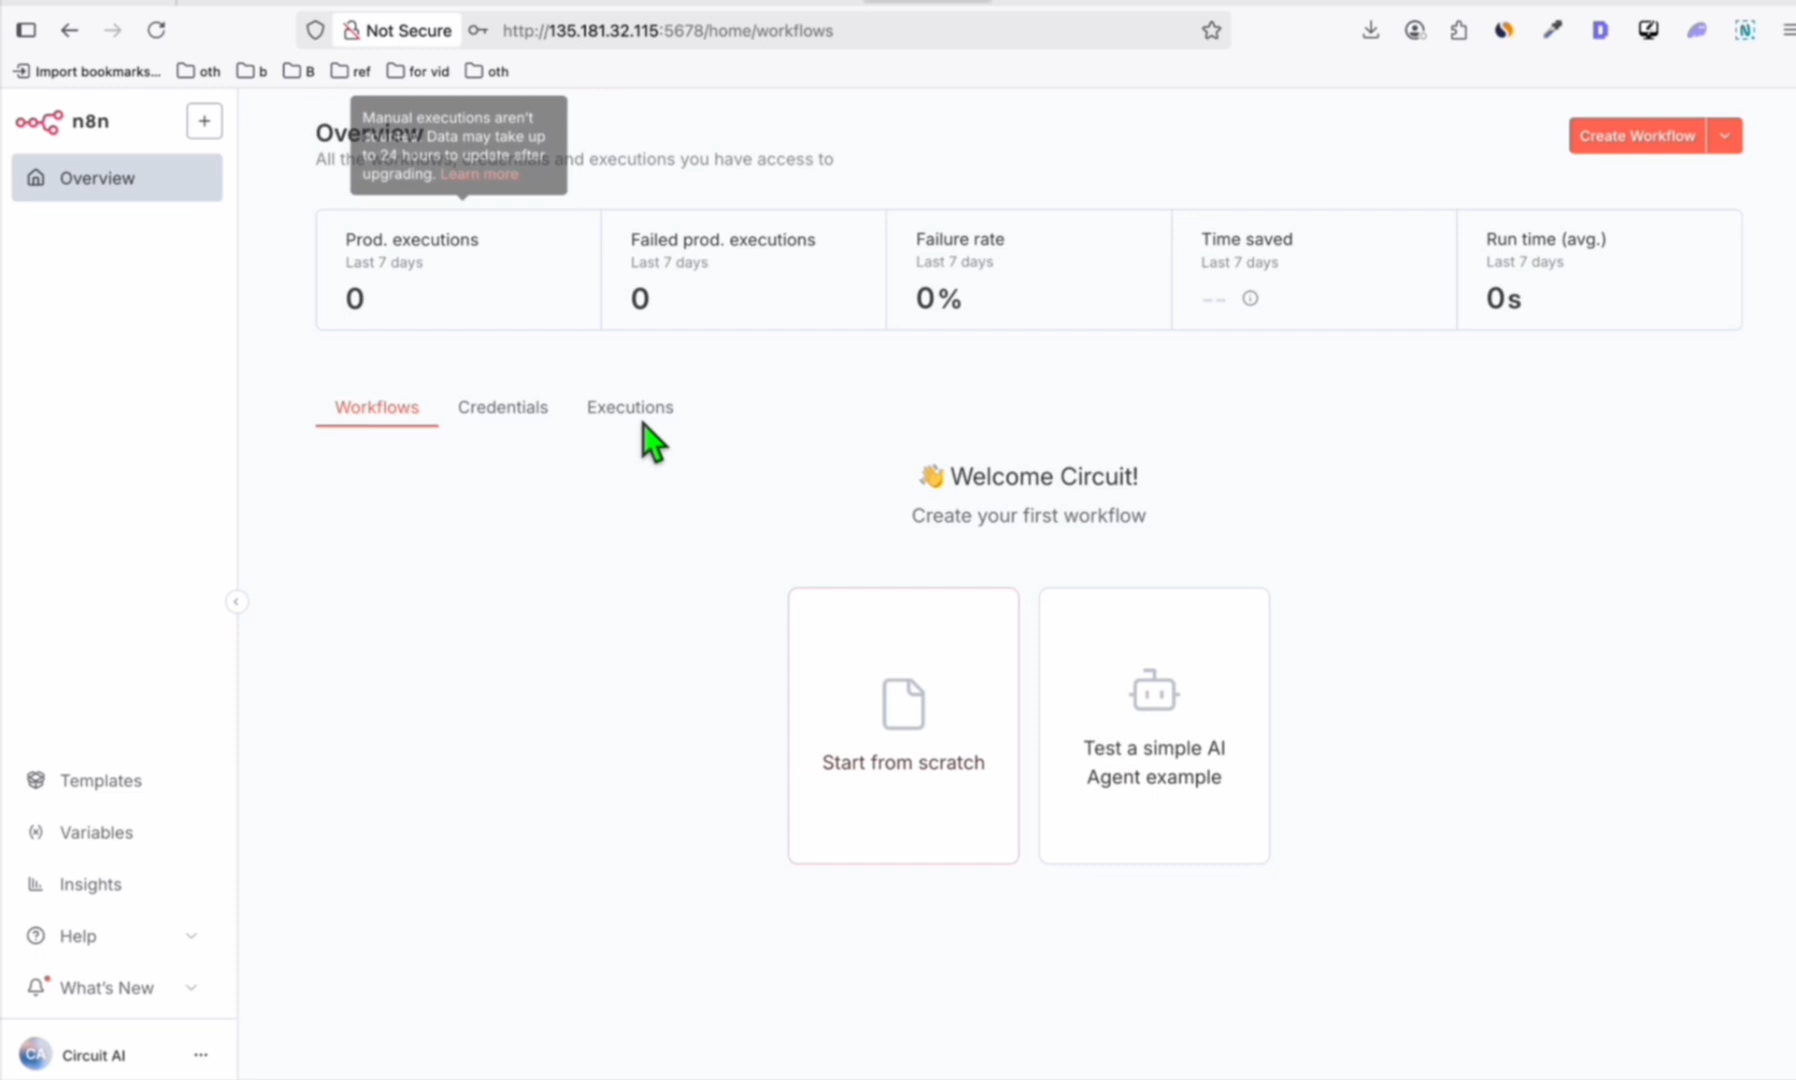 Not Secure
http://135.181.32.115:5678/home/workflows
Import bookmarks...
oth
b
B
ref
for vid
oth
n8n
Overview
Manual executions aren't
Data may take up
to 24 hours to update after
upgrading. Learn more
Overview
All the workflows, credentials and executions you have access to
Create Workflow
Prod. executions
Last 7 days
0
Failed prod. executions
Last 7 days
0
Failure rate
Last 7 days
0%
Time saved
Last 7 days
--
Run time (avg.)
Last 7 days
0s
Workflows
Credentials
Executions
👋 Welcome Circuit!
Create your first workflow
Start from scratch
Test a simple AI
Agent example
Templates
Variables
Insights
Help
What's New
CA
Circuit AI
D
N